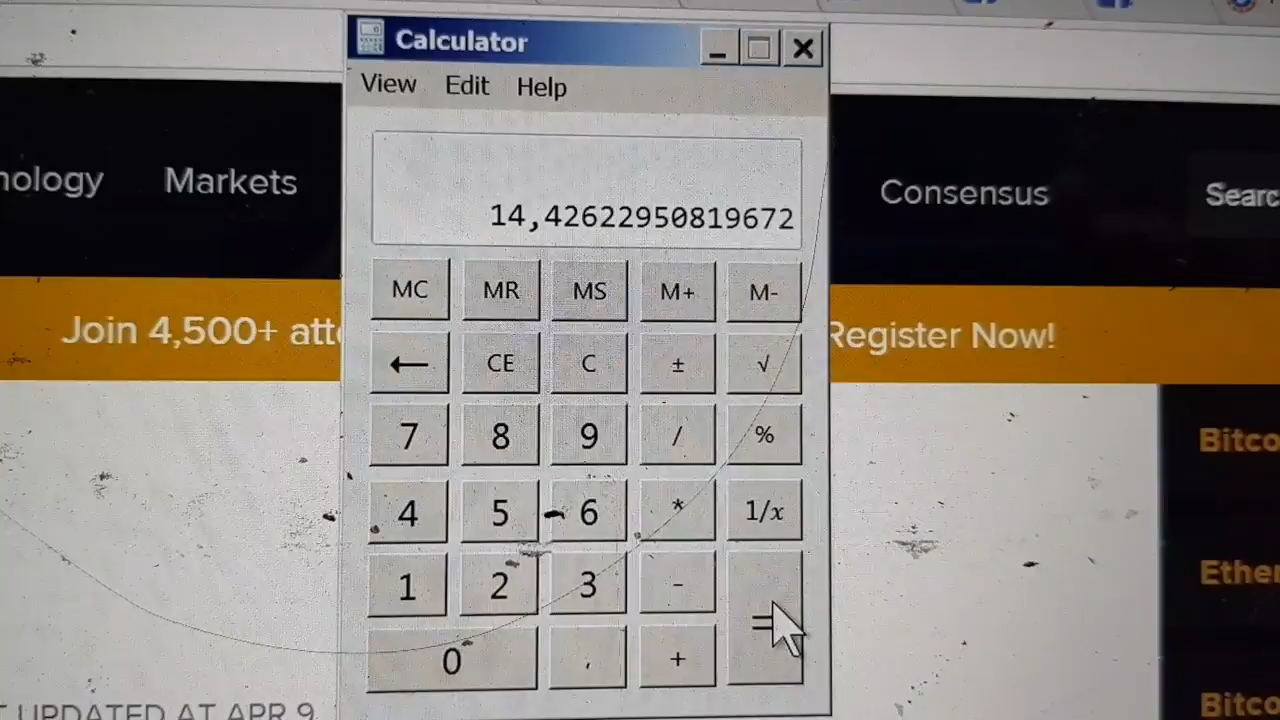 Calculator
View Edit Help
nology Markets Consensus Searc
14,42622950819672
MC MR MS M+ M-
Join 4,500+ atte Register Now!
← CE C ± √
7 8 9 / %
Bitco
4 5 6 * 1/x
Ether
1 2 3 - =
0 , +
Bitco
T UPDATED AT APR 9